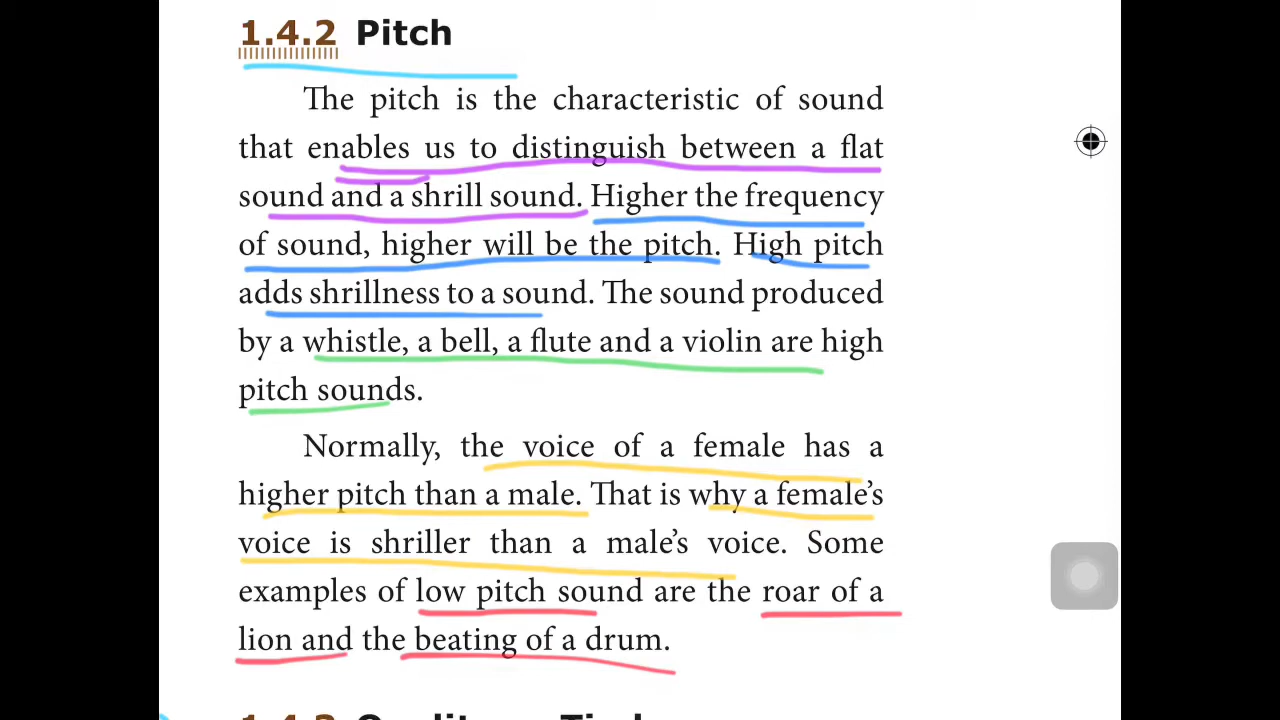 1.4.2 Pitch
The pitch is the characteristic of sound
that enables us to distinguish between a flat
sound and a shrill sound. Higher the frequency
of sound, higher will be the pitch. High pitch
adds shrillness to a sound. The sound produced
by a whistle, a bell, a flute and a violin are high
pitch sounds.
Normally, the voice of a female has a
higher pitch than a male. That is why a female’s
voice is shriller than a male’s voice. Some
examples of low pitch sound are the roar of a
lion and the beating of a drum.